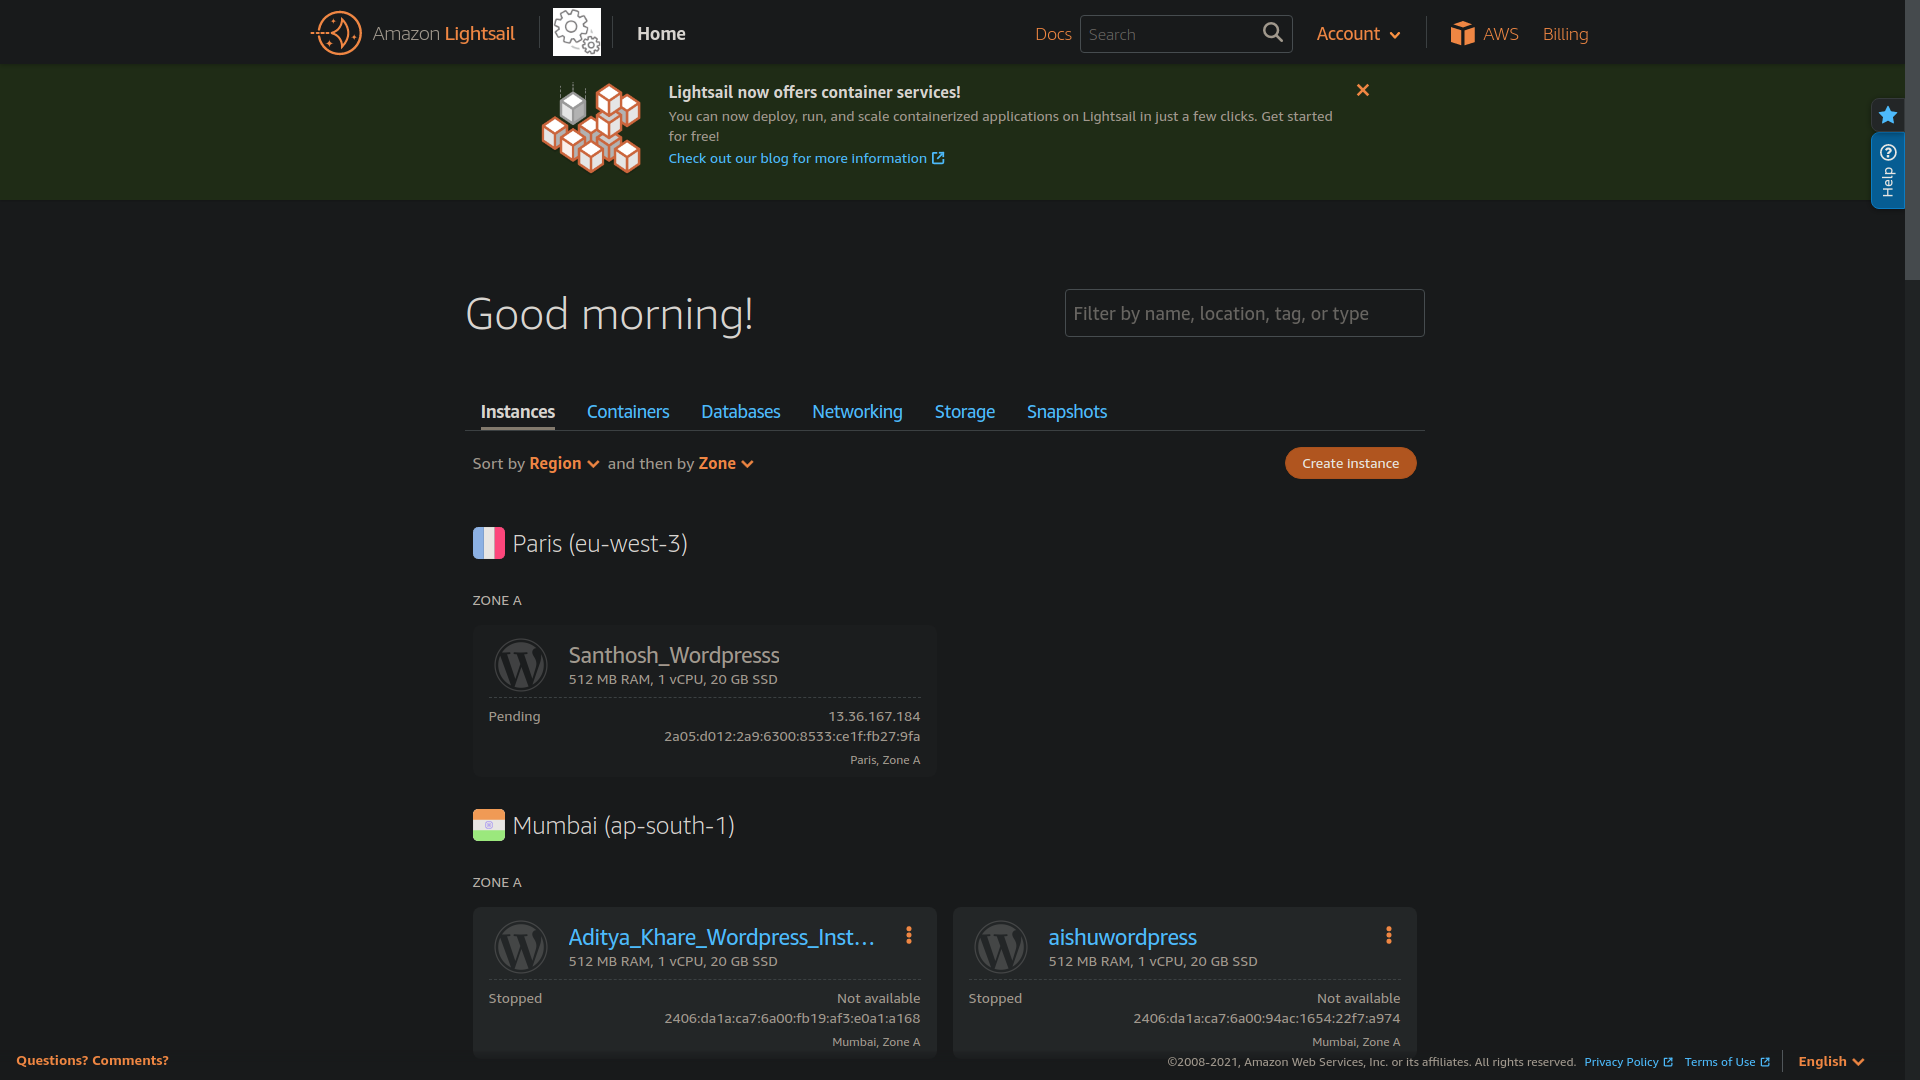 Amazon Lightsail
Home
Docs
Search
Account
AWS
Billing
Lightsail now offers container services!
You can now deploy, run, and scale containerized applications on Lightsail in just a few clicks. Get started
for free!
Check out our blog for more information
Help
Good morning!
Filter by name, location, tag, or type
Instances
Containers
Databases
Networking
Storage
Snapshots
Sort by Region and then by Zone
Create instance
Paris (eu-west-3)
ZONE A
Santhosh_Wordpresss
512 MB RAM, 1 vCPU, 20 GB SSD
Pending
13.36.167.184
2a05:d012:2a9:6300:8533:ce1f:fb27:9fa
Paris, Zone A
Mumbai (ap-south-1)
ZONE A
Aditya_Khare_Wordpress_Inst...
512 MB RAM, 1 vCPU, 20 GB SSD
Stopped
Not available
2406:da1a:ca7:6a00:fb19:af3:e0a1:a168
Mumbai, Zone A
aishuwordpress
512 MB RAM, 1 vCPU, 20 GB SSD
Stopped
Not available
2406:da1a:ca7:6a00:94ac:1654:22f7:a974
Mumbai, Zone A
Questions? Comments?
©2008-2021, Amazon Web Services, Inc. or its affiliates. All rights reserved.
Privacy Policy
Terms of Use
English